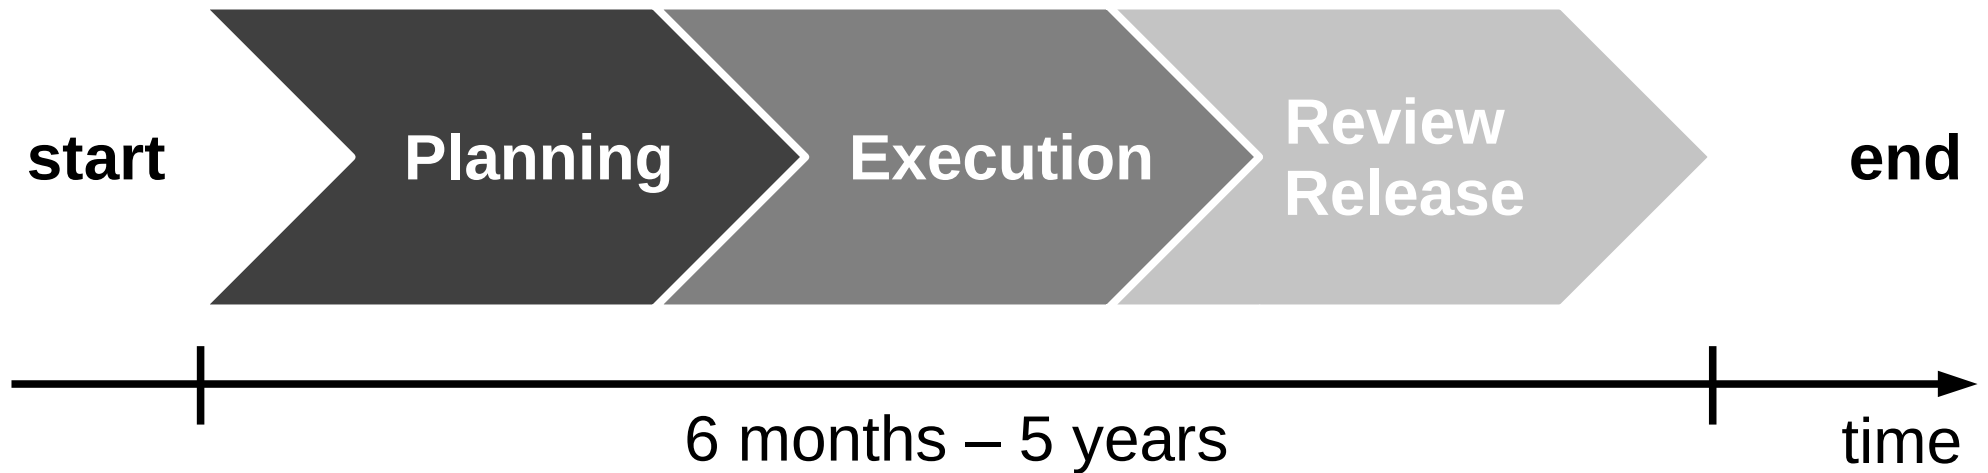 start
Planning
Execution
Review
Release
end
6 months – 5 years
time